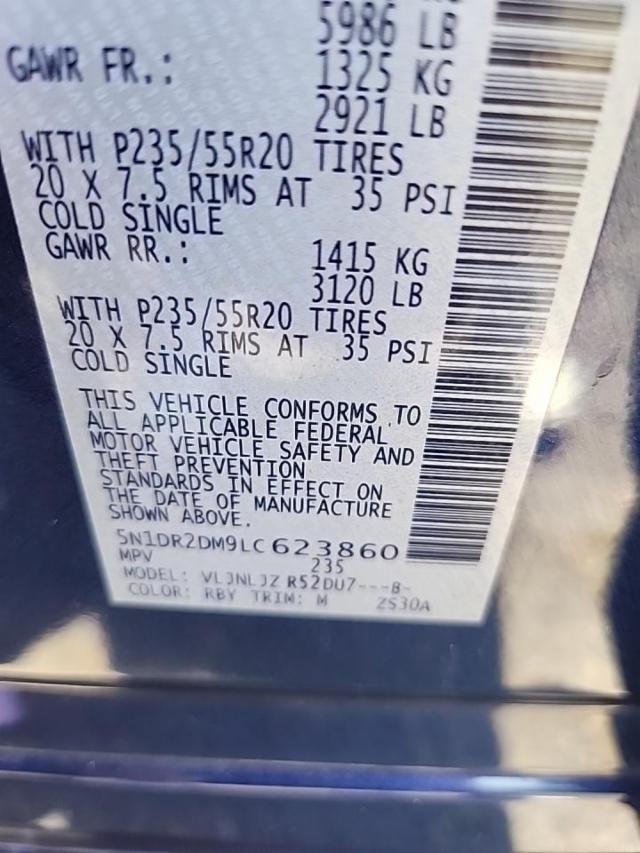 5986 LB
GAWR FR.: 1325 KG
2921 LB
WITH P235/55R20 TIRES
20 X 7.5 RIMS AT 35 PSI
COLD SINGLE
GAWR RR.: 1415 KG
3120 LB
WITH P235/55R20 TIRES
20 X 7.5 RIMS AT 35 PSI
COLD SINGLE
THIS VEHICLE CONFORMS TO
ALL APPLICABLE FEDERAL
MOTOR VEHICLE SAFETY AND
THEFT PREVENTION
STANDARDS IN EFFECT ON
THE DATE OF MANUFACTURE
SHOWN ABOVE.
5N1DR2DM9LC623860
MPV 235
MODEL: VLJNLJZ R52DU7---B-
COLOR: RBY TRIM: M ZS30A